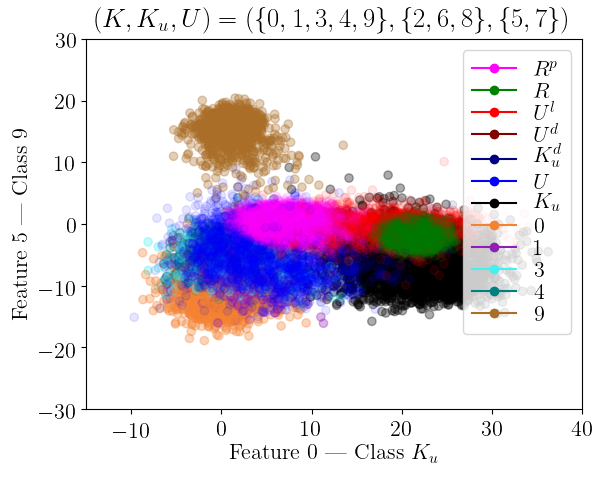 (K, K_u, U) = ({0, 1, 3, 4, 9}, {2, 6, 8}, {5, 7})
30
20
10
0
−10
−20
−30
Feature 5 — Class 9
R^p
R
U^l
U^d
K_u^d
U
K_u
0
1
3
4
9
−10
0
10
20
30
40
Feature 0 — Class K_u